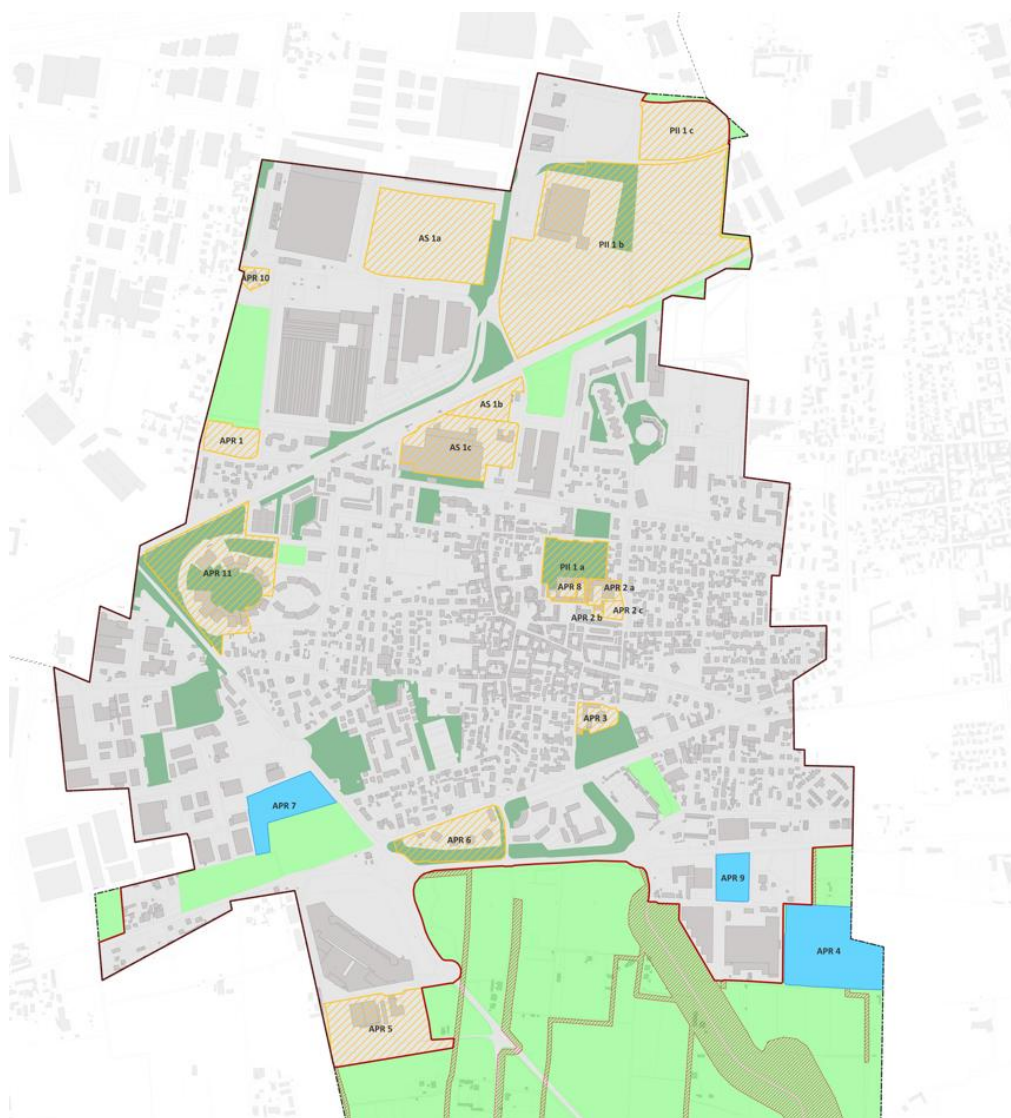 PII 1 c
AS 1a
PII 1 b
APR 10
AS 1b
APR 1
AS 1c
PII 1 a
APR 11
APR 8
APR 2 a
APR 2 b
APR 2 c
APR 3
APR 7
APR 6
APR 9
APR 4
APR 5